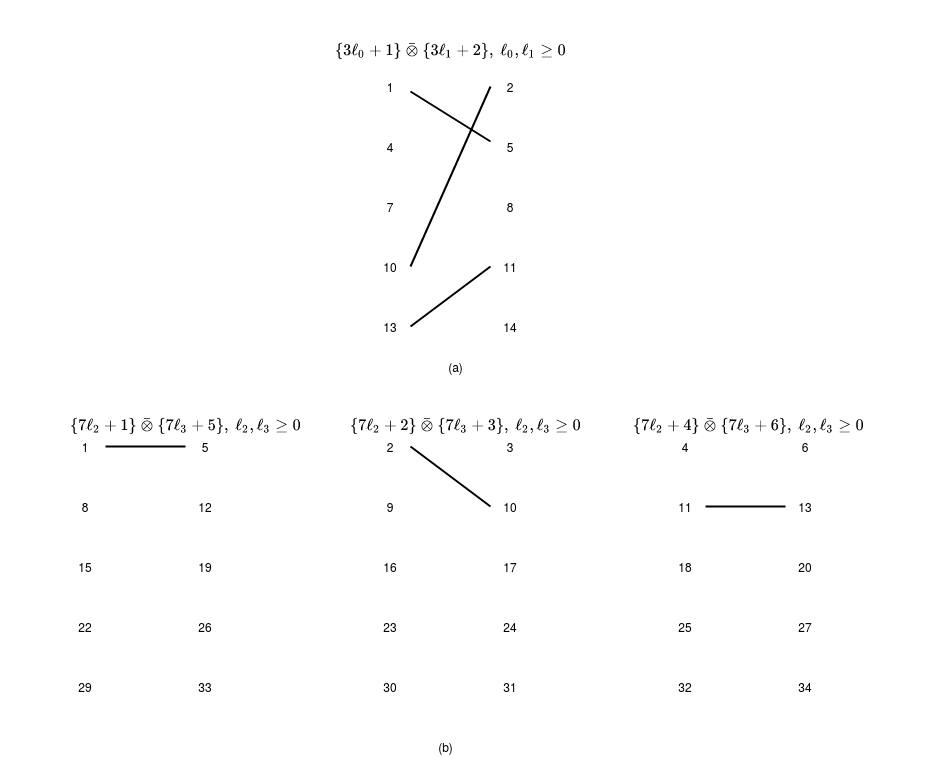 {3ℓ₀ + 1} ⊗̄ {3ℓ₁ + 2}, ℓ₀, ℓ₁ ≥ 0
1 2
4 5
7 8
10 11
13 14
(a)
{7ℓ₂ + 1} ⊗̄ {7ℓ₃ + 5}, ℓ₂, ℓ₃ ≥ 0 {7ℓ₂ + 2} ⊗̄ {7ℓ₃ + 3}, ℓ₂, ℓ₃ ≥ 0 {7ℓ₂ + 4} ⊗̄ {7ℓ₃ + 6}, ℓ₂, ℓ₃ ≥ 0
1 5 2 3 4 6
8 12 9 10 11 13
15 19 16 17 18 20
22 26 23 24 25 27
29 33 30 31 32 34
(b)